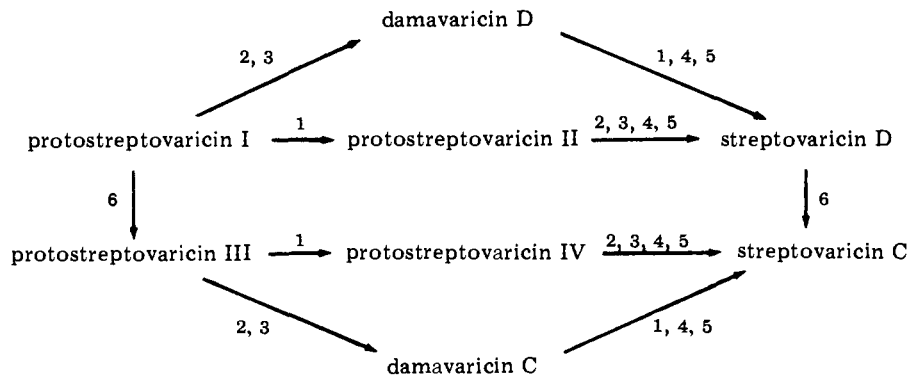 damavaricin D
2, 3
1, 4, 5
protostreptovaricin I
1
protostreptovaricin II
2, 3, 4, 5
streptovaricin D
6
6
protostreptovaricin III
1
protostreptovaricin IV
2, 3, 4, 5
streptovaricin C
2, 3
1, 4, 5
damavaricin C